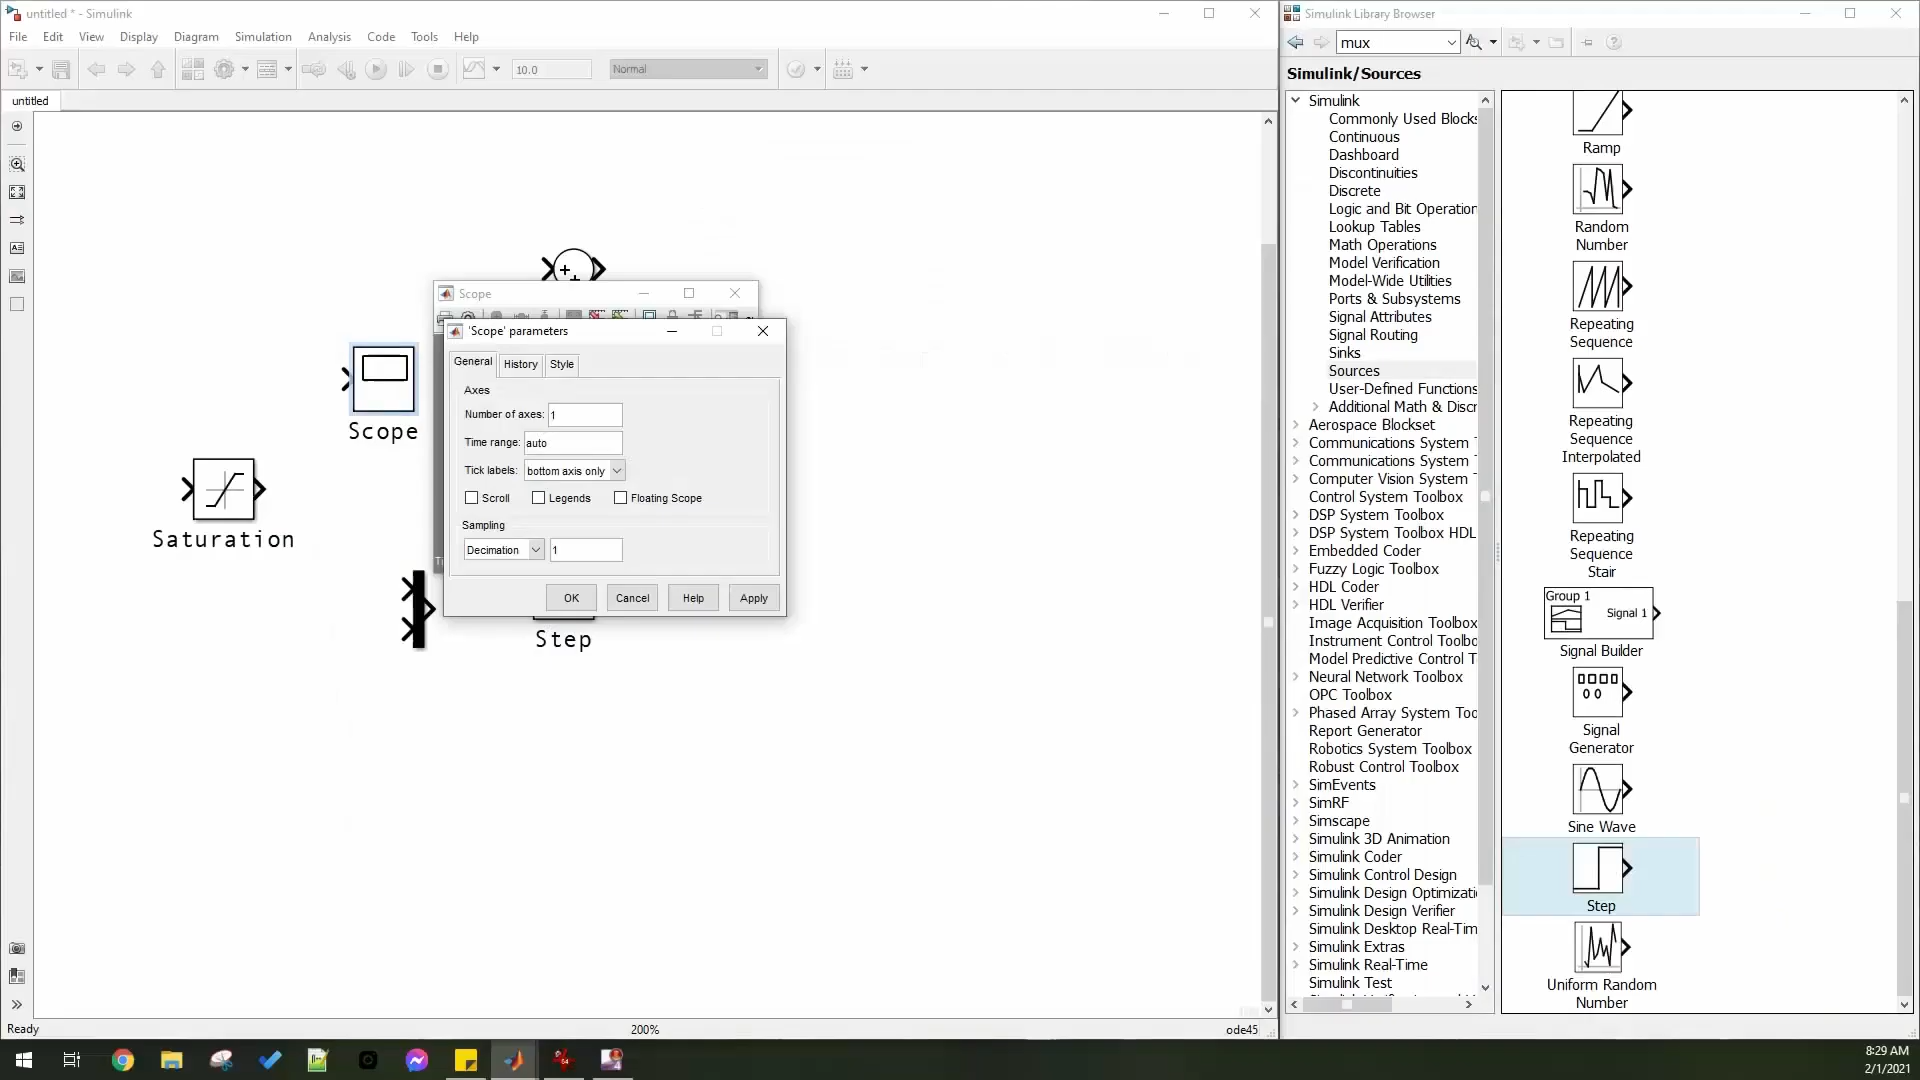 untitled * - Simulink
File Edit View Display Diagram Simulation Analysis Code Tools Help
10.0 Normal
untitled
Scope
Saturation
Step
Scope
'Scope' parameters
General History Style
Axes
Number of axes: 1
Time range: auto
Tick labels: bottom axis only
Scroll Legends Floating Scope
Sampling
Decimation 1
OK Cancel Help Apply
Ready 200% ode45
Simulink Library Browser
mux
Simulink/Sources
Simulink
Commonly Used Blocks
Continuous
Dashboard
Discontinuities
Discrete
Logic and Bit Operation
Lookup Tables
Math Operations
Model Verification
Model-Wide Utilities
Ports & Subsystems
Signal Attributes
Signal Routing
Sinks
Sources
User-Defined Functions
Additional Math & Discr
Aerospace Blockset
Communications System T
Communications System T
Computer Vision System T
Control System Toolbox
DSP System Toolbox
DSP System Toolbox HDL
Embedded Coder
Fuzzy Logic Toolbox
HDL Coder
HDL Verifier
Image Acquisition Toolbox
Instrument Control Toolbo
Model Predictive Control T
Neural Network Toolbox
OPC Toolbox
Phased Array System Too
Report Generator
Robotics System Toolbox
Robust Control Toolbox
SimEvents
SimRF
Simscape
Simulink 3D Animation
Simulink Coder
Simulink Control Design
Simulink Design Optimizati
Simulink Design Verifier
Simulink Desktop Real-Tim
Simulink Extras
Simulink Real-Time
Simulink Test
Ramp
Random
Number
Repeating
Sequence
Repeating
Sequence
Interpolated
Repeating
Sequence
Stair
Group 1
Signal 1
Signal Builder
Signal
Generator
Sine Wave
Step
Uniform Random
Number
8:29 AM
2/1/2021